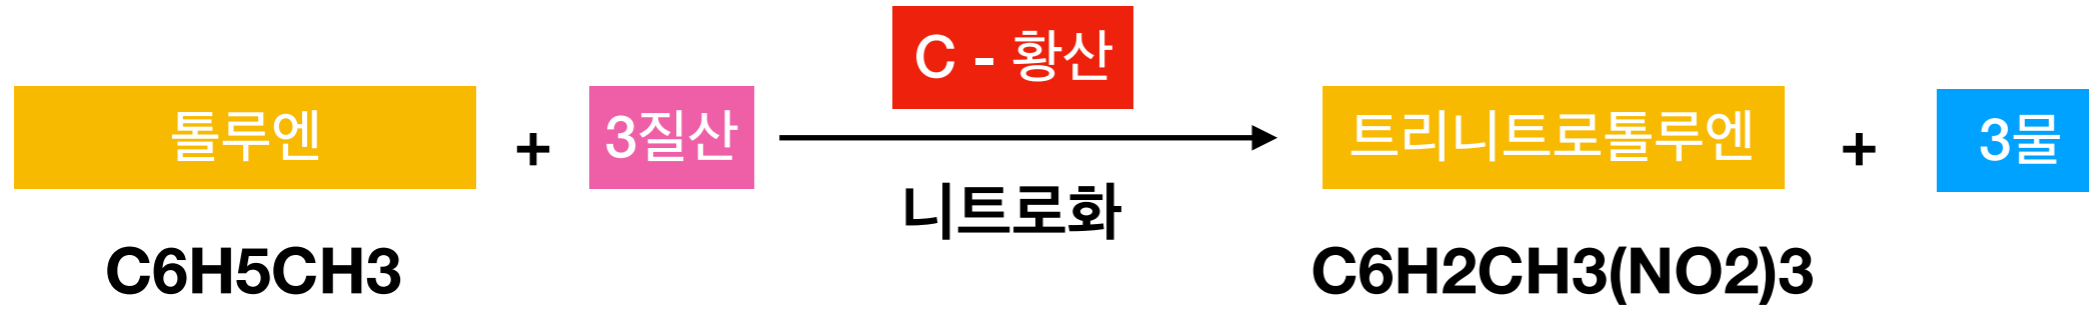 C - 황산
톨루엔 + 3질산 트리니트로톨루엔 + 3물
니트로화
C6H5CH3 C6H2CH3(NO2)3